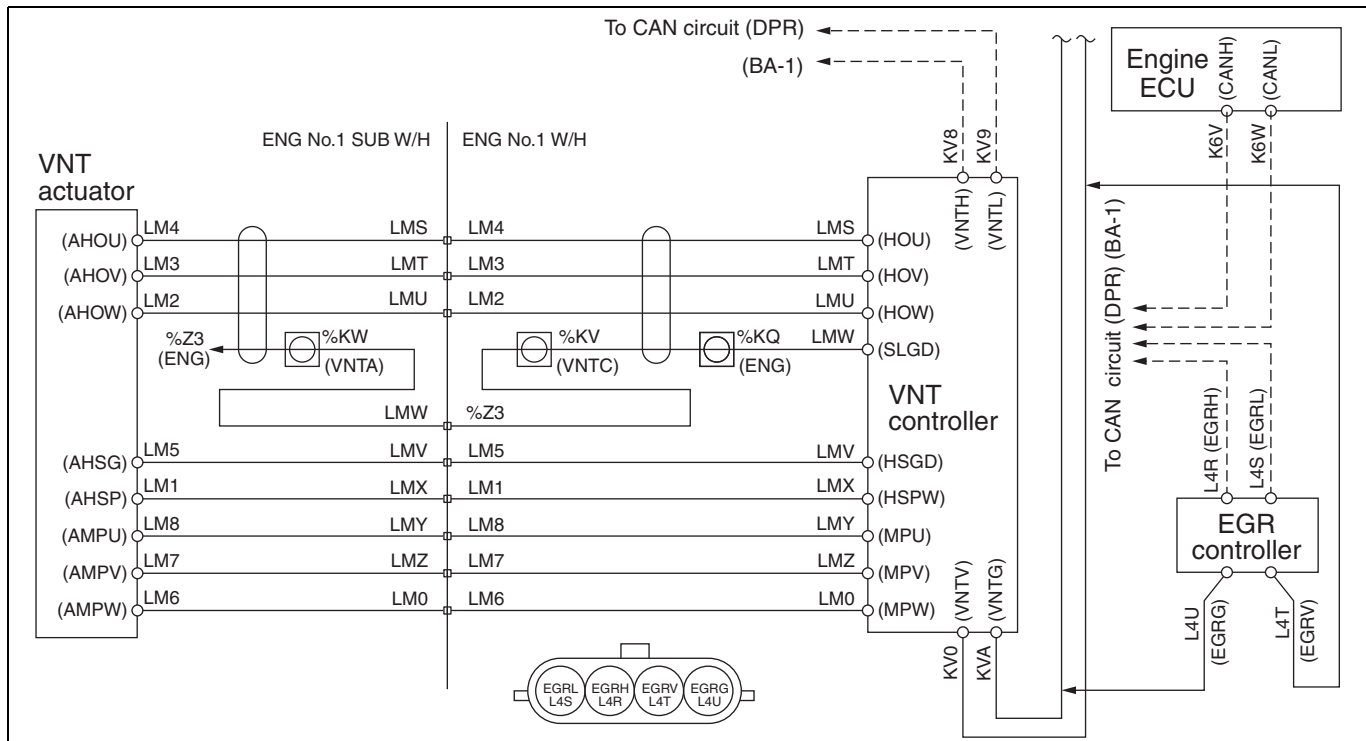 To CAN circuit (DPR)
(BA-1)
Engine
ECU
(CANH)
(CANL)
K6V
K6W
ENG No.1 SUB W/H
ENG No.1 W/H
KV8
KV9
(VNTH)
(VNTL)
VNT
actuator
(AHOU) LM4 LMS LM4 LMS (HOU)
(AHOV) LM3 LMT LM3 LMT (HOV)
(AHOW) LM2 LMU LM2 LMU (HOW)
%Z3
(ENG)
%KW
(VNTA)
%KV
(VNTC)
%KQ
(ENG)
LMW (SLGD)
VNT
controller
LMW %Z3
(AHSG) LM5 LMV LM5 LMV (HSGD)
(AHSP) LM1 LMX LM1 LMX (HSPW)
(AMPU) LM8 LMY LM8 LMY (MPU)
(AMPV) LM7 LMZ LM7 LMZ (MPV)
(AMPW) LM6 LM0 LM6 LM0 (MPW)
(VNTV)
(VNTG)
KV0
KVA
To CAN circuit (DPR) (BA-1)
L4R (EGRH)
L4S (EGRL)
EGR
controller
L4U
(EGRG)
L4T
(EGRV)
EGRL
L4S
EGRH
L4R
EGRV
L4T
EGRG
L4U